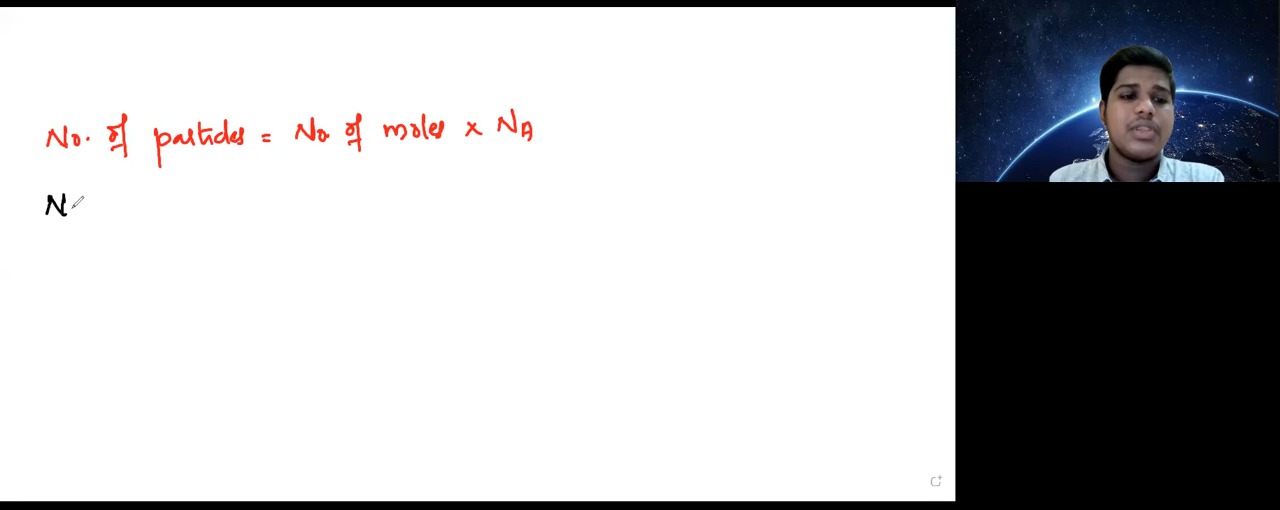 No. of particles = No of moles x NA
N